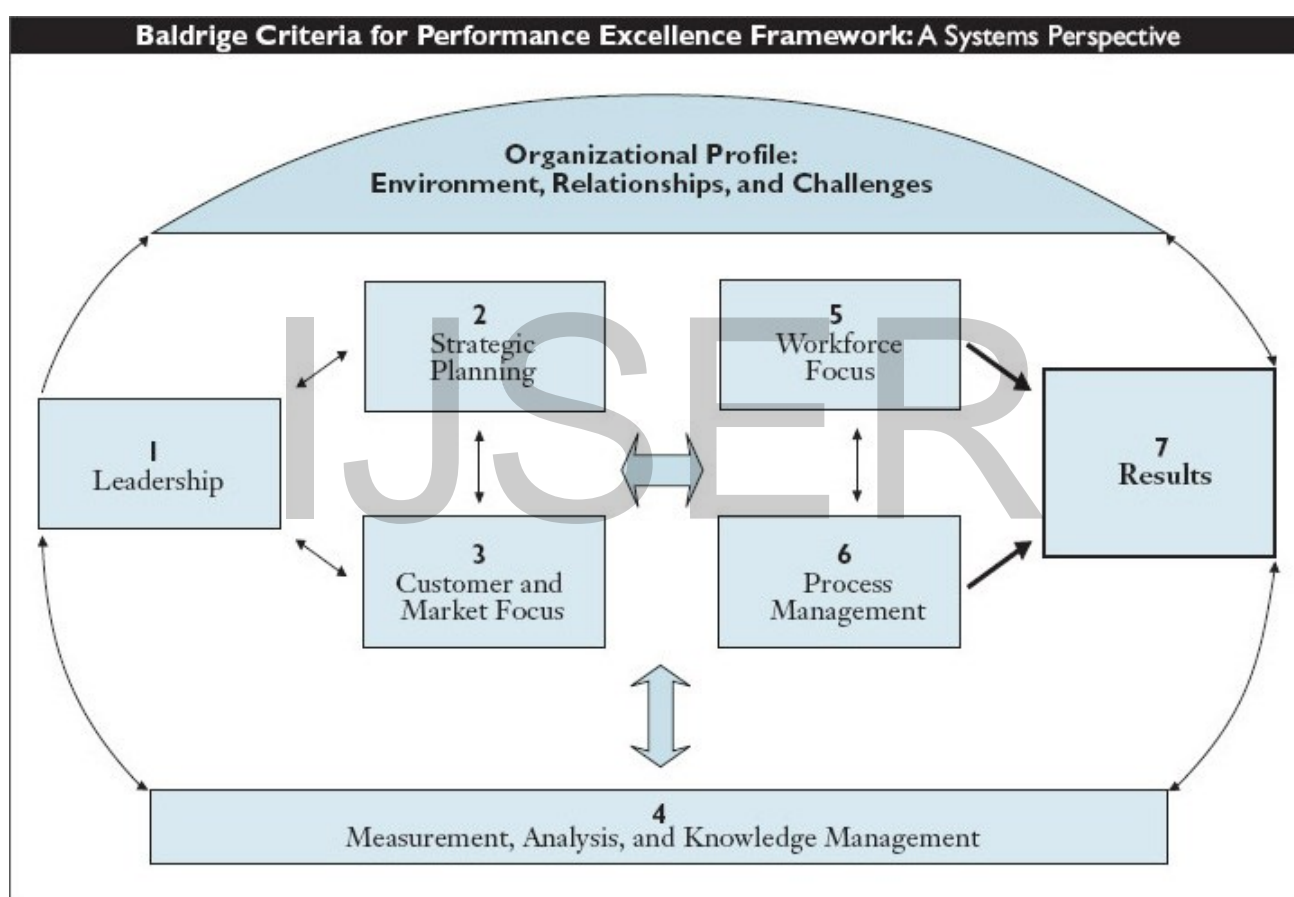 Baldrige Criteria for Performance Excellence Framework: A Systems Perspective
Organizational Profile:
Environment, Relationships, and Challenges
2
Strategic
Planning
5
Workforce
Focus
1
Leadership
7
Results
3
Customer and
Market Focus
6
Process
Management
4
Measurement, Analysis, and Knowledge Management
IJSER